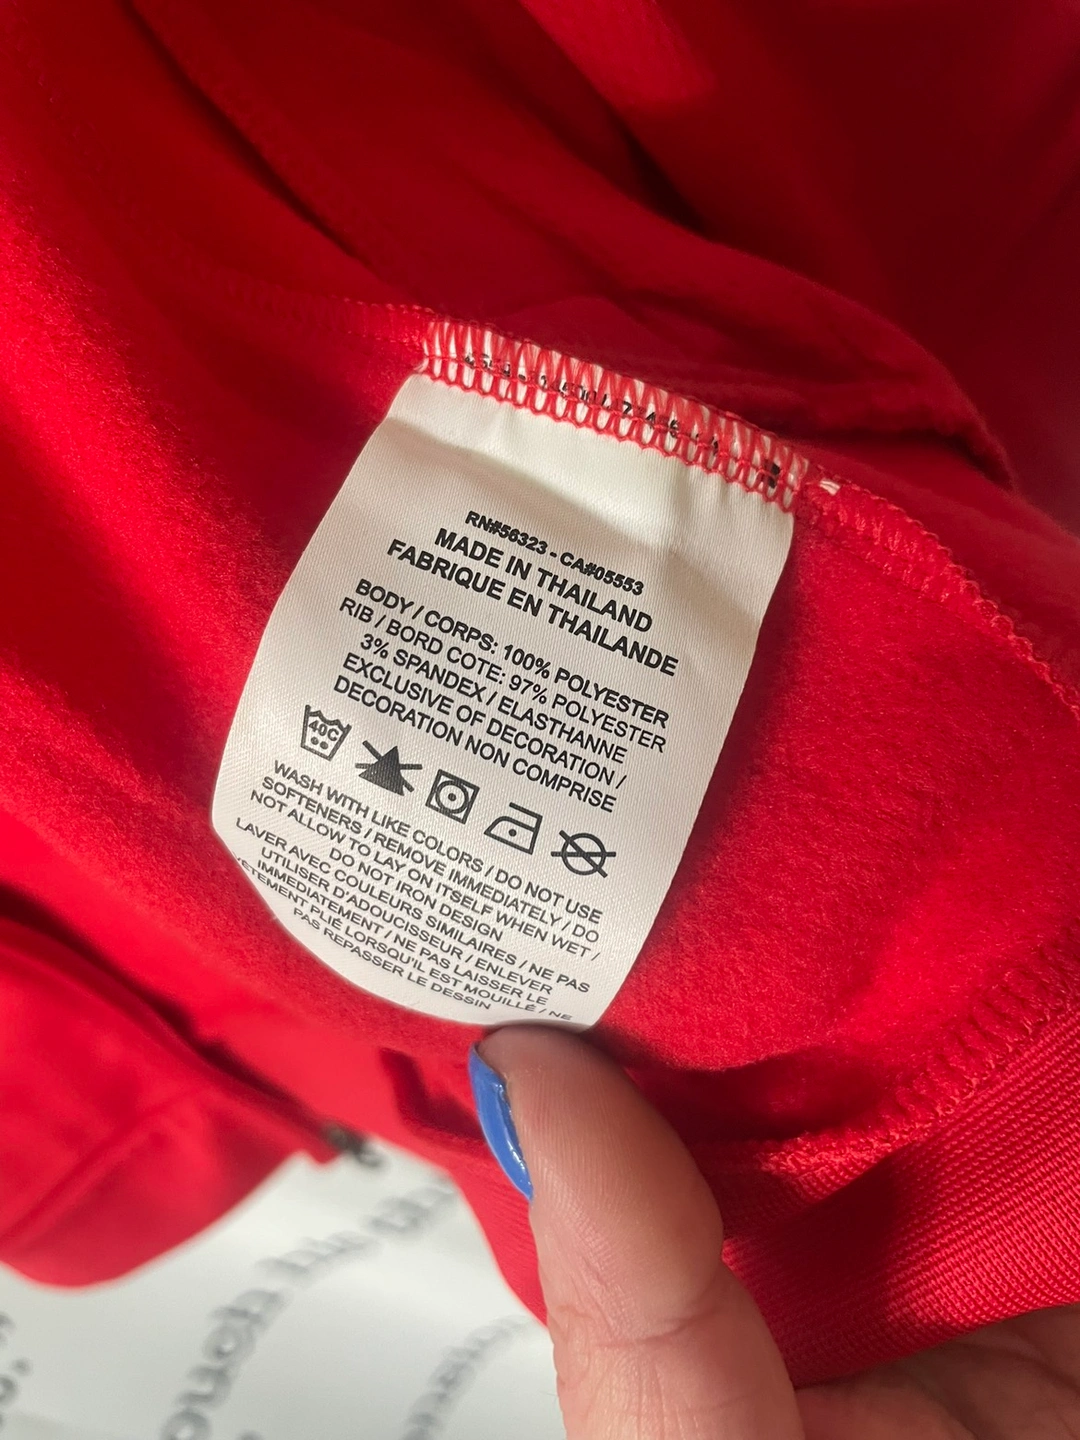 RN#56323 - CA#05553
MADE IN THAILAND
FABRIQUE EN THAILANDE
BODY / CORPS: 100% POLYESTER
RIB / BORD COTE: 97% POLYESTER
3% SPANDEX / ELASTHANNE
EXCLUSIVE OF DECORATION /
DECORATION NON COMPRISE
40C
WASH WITH LIKE COLORS / DO NOT USE
SOFTENERS / REMOVE IMMEDIATELY / DO
NOT ALLOW TO LAY ON ITSELF WHEN WET /
DO NOT IRON DESIGN
LAVER AVEC COULEURS SIMILAIRES / NE PAS
UTILISER D'ADOUCISSEUR / ENLEVER
IMMEDIATEMENT / NE PAS LAISSER LE
VETEMENT PLIÉ LORSQU'IL EST MOUILLÉ / NE
PAS REPASSER LE DESSIN